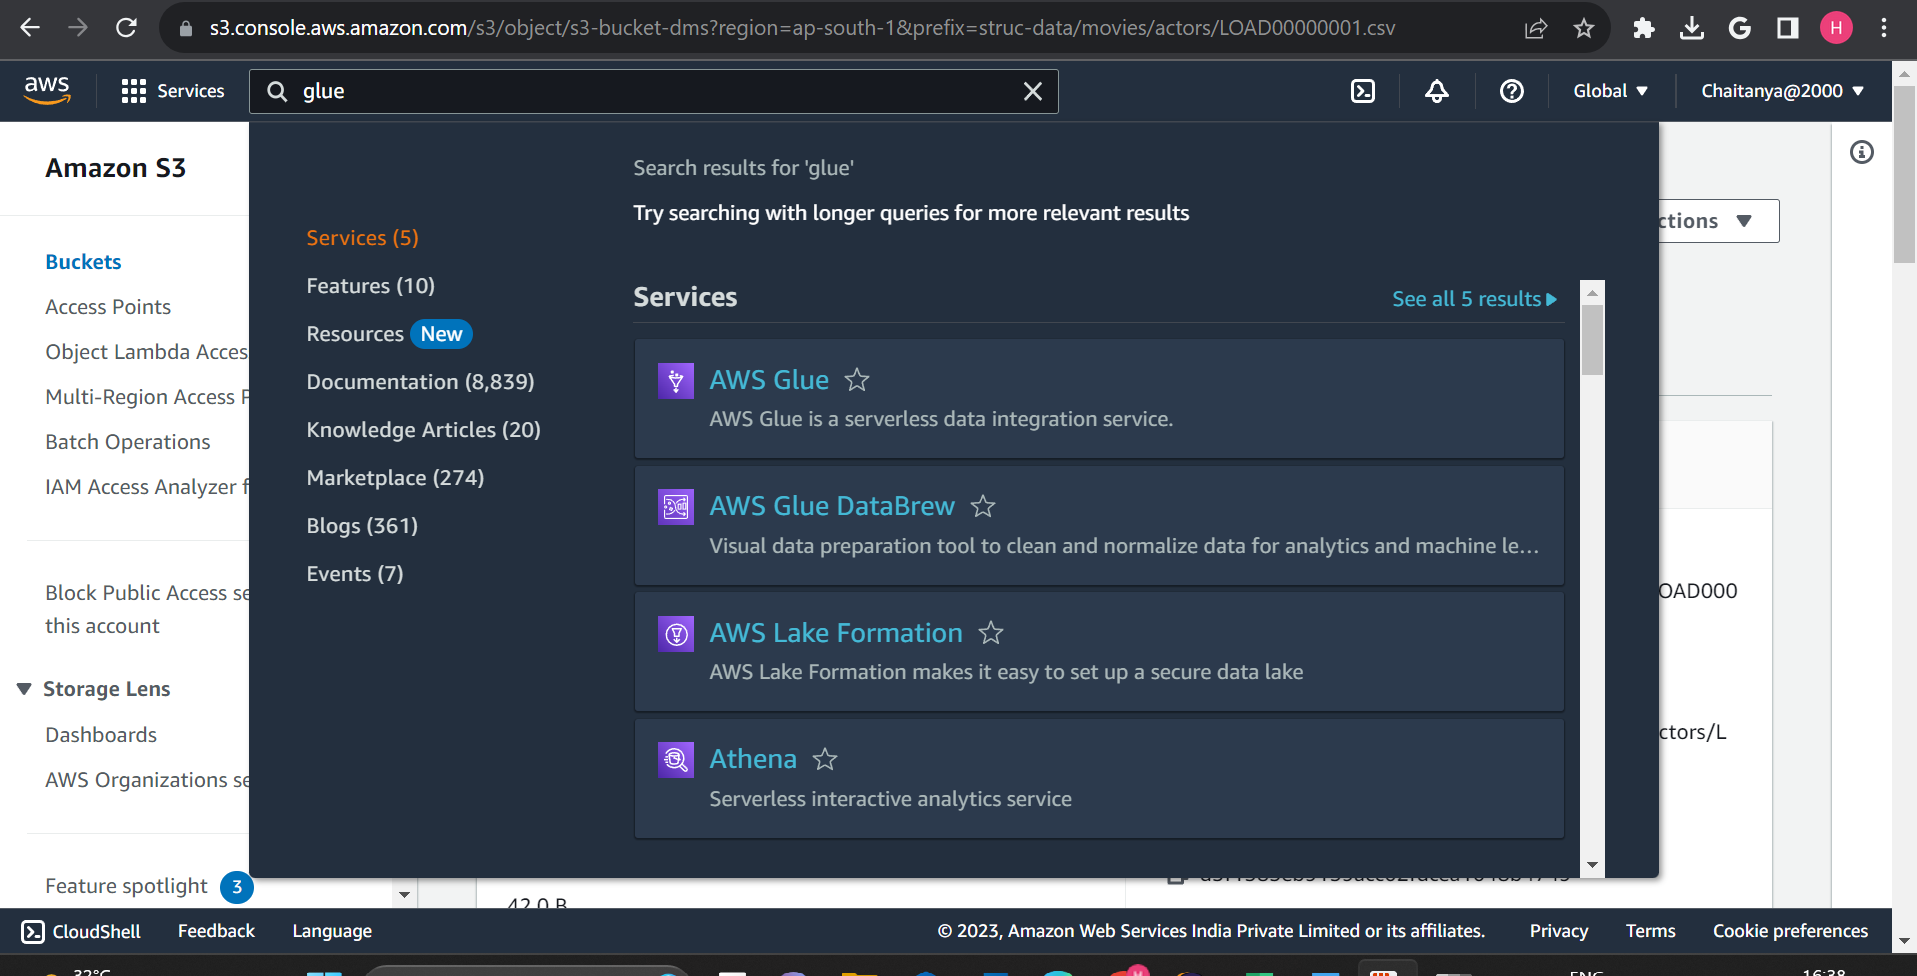 s3.console.aws.amazon.com/s3/object/s3-bucket-dms?region=ap-south-1&prefix=struc-data/movies/actors/LOAD00000001.csv
H
aws
Services
glue
Global
Chaitanya@2000
Amazon S3
Buckets
Access Points
Object Lambda Acces
Multi-Region Access P
Batch Operations
IAM Access Analyzer f
Block Public Access se
this account
Storage Lens
Dashboards
AWS Organizations se
Feature spotlight 3
Search results for 'glue'
Try searching with longer queries for more relevant results
Services (5)
Features (10)
Resources New
Documentation (8,839)
Knowledge Articles (20)
Marketplace (274)
Blogs (361)
Events (7)
Services
See all 5 results
AWS Glue
AWS Glue is a serverless data integration service.
AWS Glue DataBrew
Visual data preparation tool to clean and normalize data for analytics and machine le...
AWS Lake Formation
AWS Lake Formation makes it easy to set up a secure data lake
Athena
Serverless interactive analytics service
ctions
OAD000
ctors/L
42.0 B
CloudShell
Feedback
Language
© 2023, Amazon Web Services India Private Limited or its affiliates.
Privacy
Terms
Cookie preferences
32°C
ENG
16:38